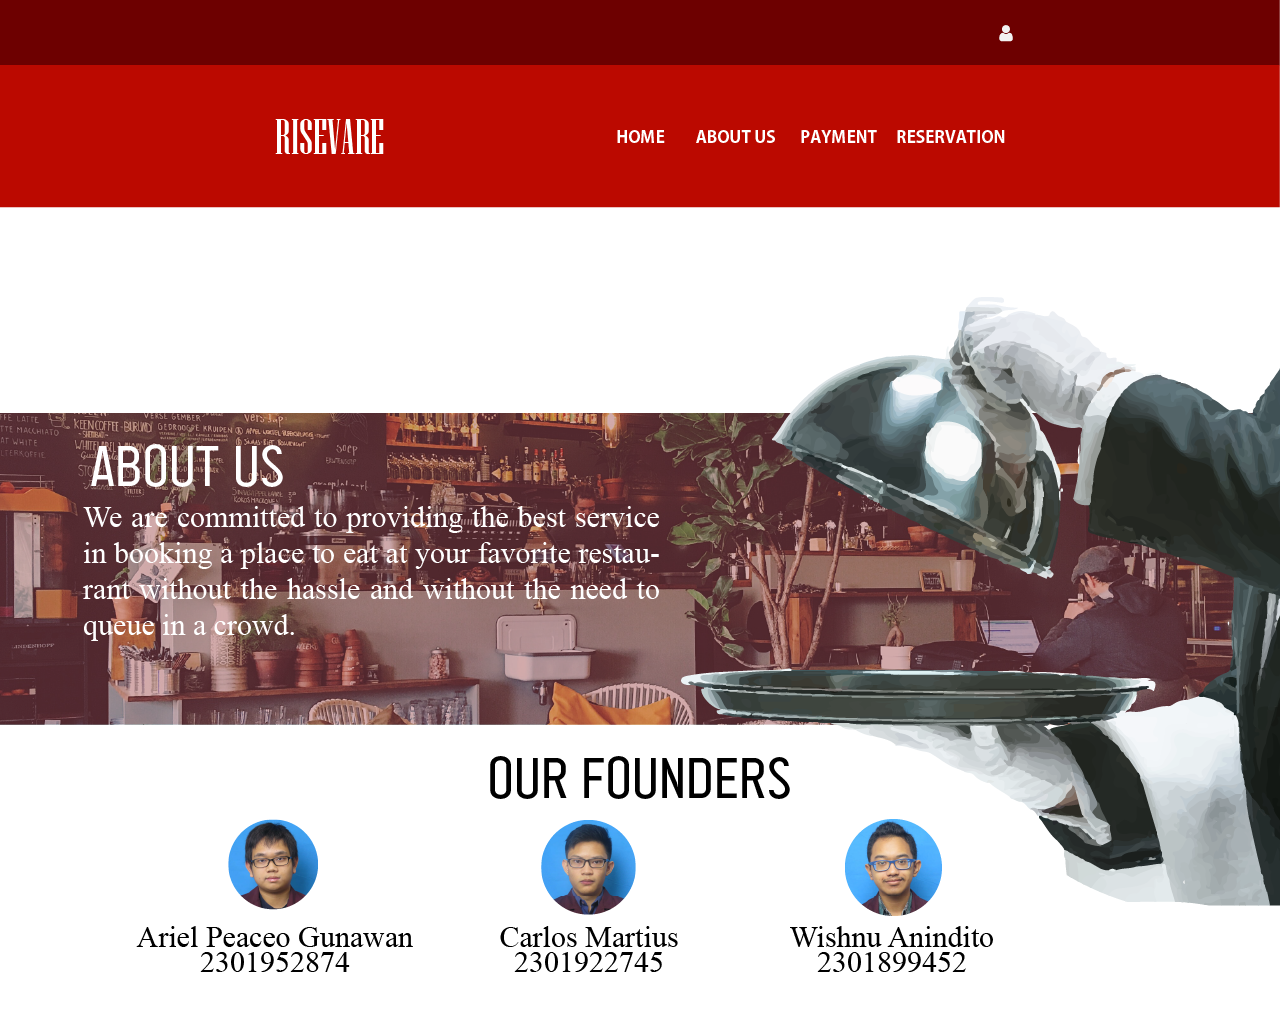 RISEVARE
HOME ABOUT US PAYMENT RESERVATION
ABOUT US
We are committed to providing the best service
in booking a place to eat at your favorite restau-
rant without the hassle and without the need to
queue in a crowd.
OUR FOUNDERS
Ariel Peaceo Gunawan
2301952874
Carlos Martius
2301922745
Wishnu Anindito
2301899452